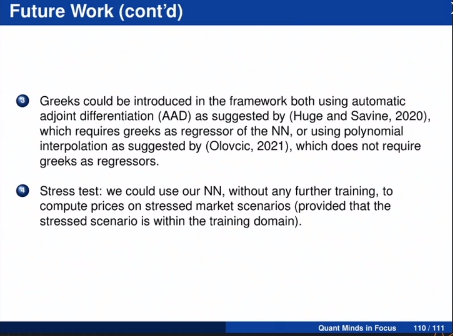 Future Work (cont'd)
3 Greeks could be introduced in the framework both using automatic
adjoint differentiation (AAD) as suggested by (Huge and Savine, 2020),
which requires greeks as regressor of the NN, or using polynomial
interpolation as suggested by (Olovcic, 2021), which does not require
greeks as regressors.
4 Stress test: we could use our NN, without any further training, to
compute prices on stressed market scenarios (provided that the
stressed scenario is within the training domain).
Quant Minds in Focus 110 / 111